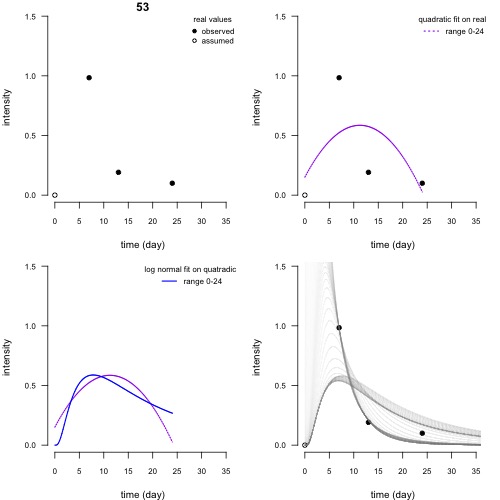 53
real values
observed
assumed
1.5
1.0
0.5
0.0
intensity
0 5 10 15 20 25 30 35
time (day)
quadratic fit on real
range 0-24
1.5
1.0
0.5
0.0
intensity
0 5 10 15 20 25 30 35
time (day)
log normal fit on quatradic
range 0-24
1.5
1.0
0.5
0.0
intensity
0 5 10 15 20 25 30 35
time (day)
1.5
1.0
0.5
0.0
intensity
0 5 10 15 20 25 30 35
time (day)